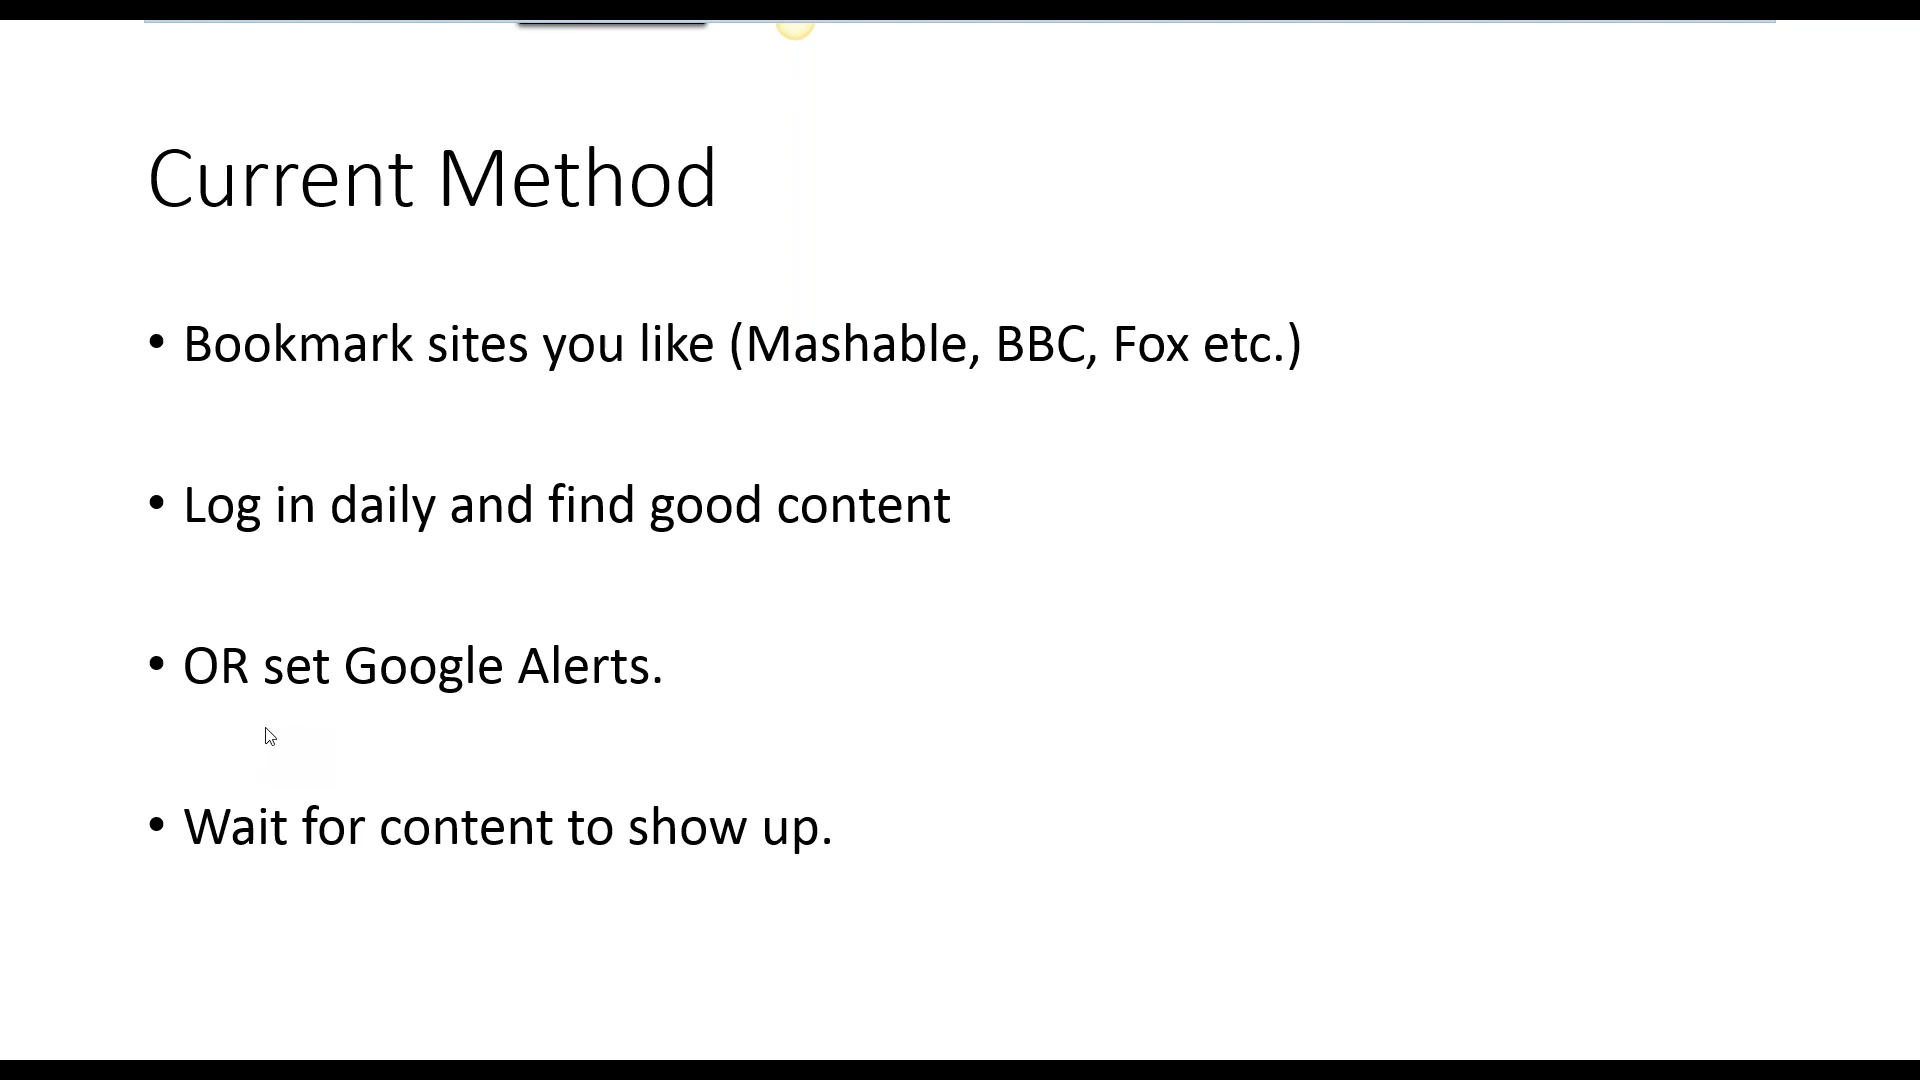 Current Method
• Bookmark sites you like (Mashable, BBC, Fox etc.)
• Log in daily and find good content
• OR set Google Alerts.
• Wait for content to show up.